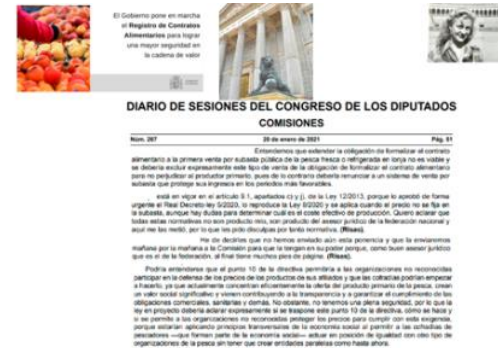 El Gobierno pone en marcha
el Registro de Contratos
Alimentarios para lograr
una mayor seguridad en
la cadena de valor
DIARIO DE SESIONES DEL CONGRESO DE LOS DIPUTADOS
COMISIONES
Núm. 287 20 de enero de 2021 Pág. 51
Entendemos que extender la obligación de formalizar el contrato
alimentario a la primera venta por subasta pública de la pesca fresca o refrigerada en lonja no es viable y
se debería excluir expresamente este tipo de venta de la obligación de formalizar el contrato alimentario
para no perjudicar al productor primario, pues de lo contrario debería renunciar a un sistema de venta por
subasta que protege sus ingresos en los periodos más favorables.
está en vigor en el artículo 9.1, apartados c) y j), de la Ley 12/2013, porque lo aprobó de forma
urgente el Real Decreto-ley 5/2020, lo reproduce la Ley 8/2020 y se aplica cuando el precio no se fija en
la subasta, aunque hay dudas para determinar cuál es el coste efectivo de producción. Quiero aclarar que
todas estas normativas no son producto mío, son producto del asesor jurídico de la federación nacional y
aquí me las metió, por lo que les pido disculpas por tanta normativa. (Risas).
He de decirles que no hemos enviado aún esta ponencia y que la enviaremos
mañana por la mañana a la Comisión para que la tengan en su poder porque, como buen asesor jurídico
que es el de la federación, al final tiene muchos pies de página. (Risas).
Podría entenderse que el punto 10 de la directiva permitiría a las organizaciones no reconocidas
participar en la defensa de los precios de los productos de sus afiliados y que las cofradías podrían empezar
a hacerlo, ya que actualmente concentran eficientemente la oferta del producto primario de la pesca, crean
un valor social significativo y vienen contribuyendo a la transparencia y a garantizar el cumplimiento de las
obligaciones comerciales, sanitarias y demás. No obstante, no tenemos una plena seguridad, por lo que la
ley en proyecto debería aclarar expresamente si se traspone este punto 10 de la directiva, cómo se hace y
si se permite a las organizaciones no reconocidas proteger los precios para cumplir con esta exigencia,
porque estarían aplicando principios transversales de la economía social al permitir a las cofradías de
pescadores —que forman parte de la economía social— actuar en posición de igualdad con otro tipo de
organizaciones de la pesca sin tener que crear entidades paralelas como hasta ahora.